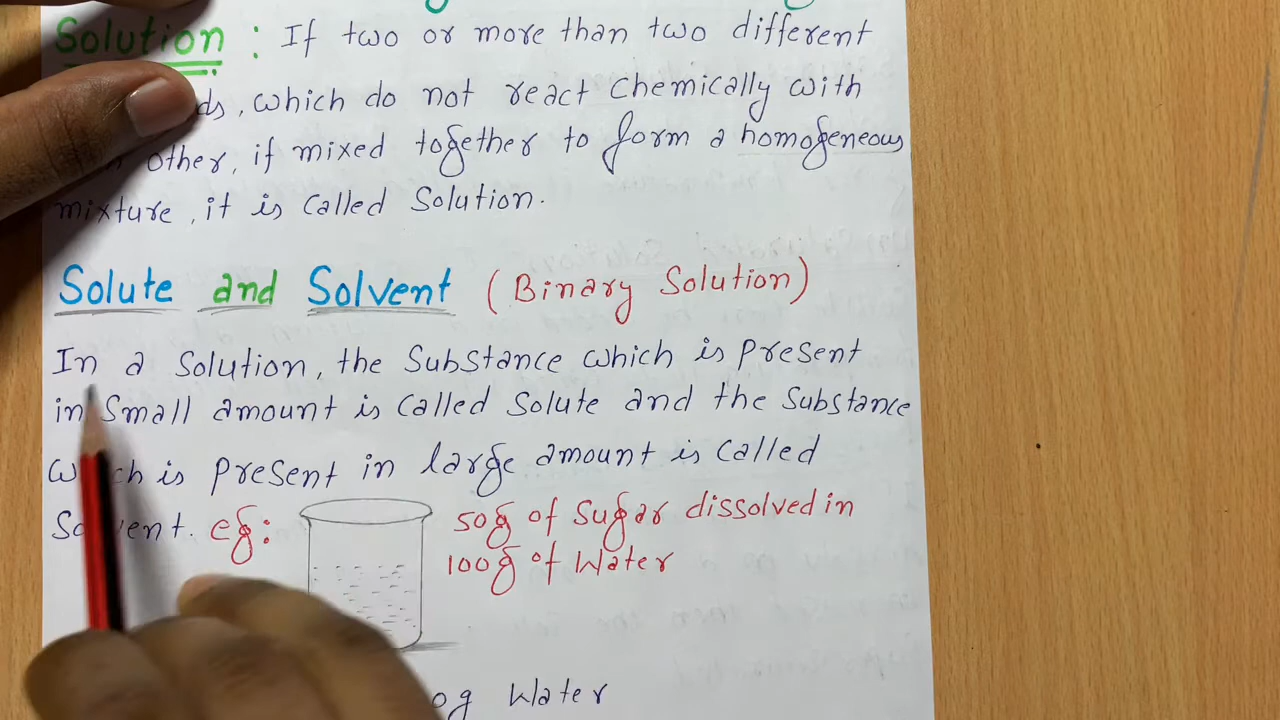 Solution : If two or more than two different
ds, which do not react chemically with
other, if mixed together to form a homogeneous
mixture, it is called Solution.
Solute and Solvent (Binary Solution)
In a Solution, the Substance which is present
in Small amount is called Solute and the Substance
which is present in large amount is called
Solvent. eg:
50g of Sugar dissolved in
100g of Water
og Water